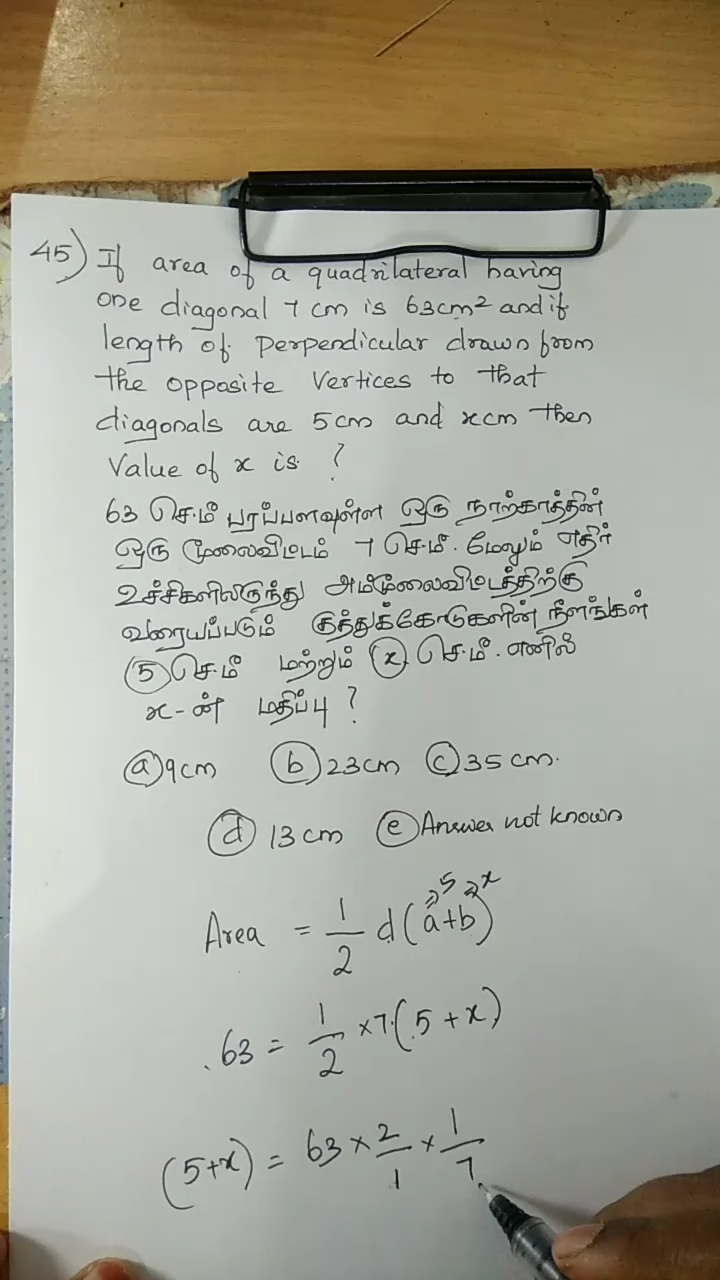 45) If area of a quadrilateral having
one diagonal 7 cm is 63cm² and if
length of perpendicular drawn from
the opposite vertices to that
diagonals are 5cm and xcm then
Value of x is ?
63 செ.மீ பரப்பளவுள்ள ஒரு நாற்காத்தின்
ஒரு மூலைவிட்டம் 7 செ.மீ. மேலும் எதிர்
உச்சிகளிலிருந்து அம்மூலைவிட்டத்திற்கு
வரையப்படும் குத்துக்கோடுகளின் நீளங்கள்
5 செ.மீ மற்றும் x செ.மீ. எனில்
x-ன் மதிப்பு ?
a 9cm b 23cm c 35 cm.
d 13 cm e Answer not known
5 x
Area = 1/2 d(a+b)
63 = 1/2 ×7(5+x)
(5+x) = 63 × 2/1 × 1/7